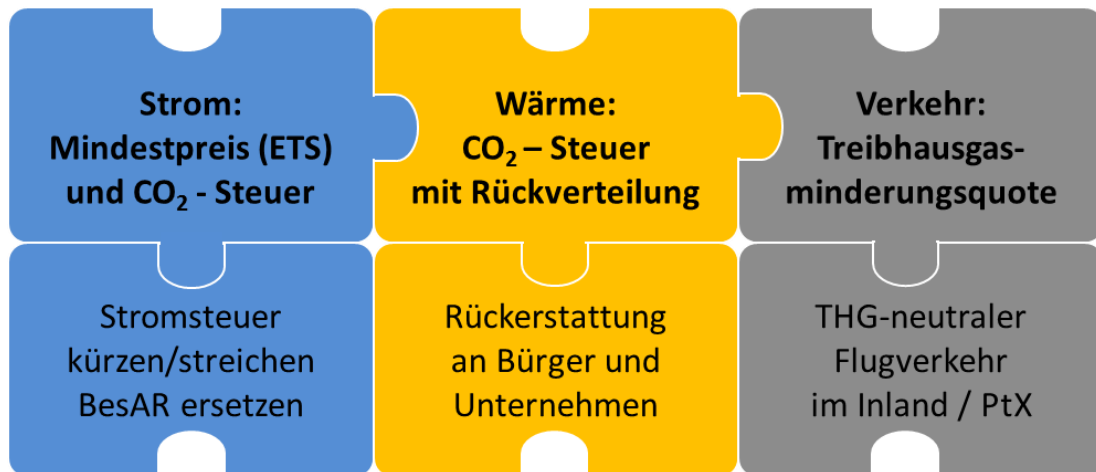 Strom:
Mindestpreis (ETS)
und CO₂ - Steuer
Wärme:
CO₂ – Steuer
mit Rückverteilung
Verkehr:
Treibhausgas-
minderungsquote
Stromsteuer
kürzen/streichen
BesAR ersetzen
Rückerstattung
an Bürger und
Unternehmen
THG-neutraler
Flugverkehr
im Inland / PtX